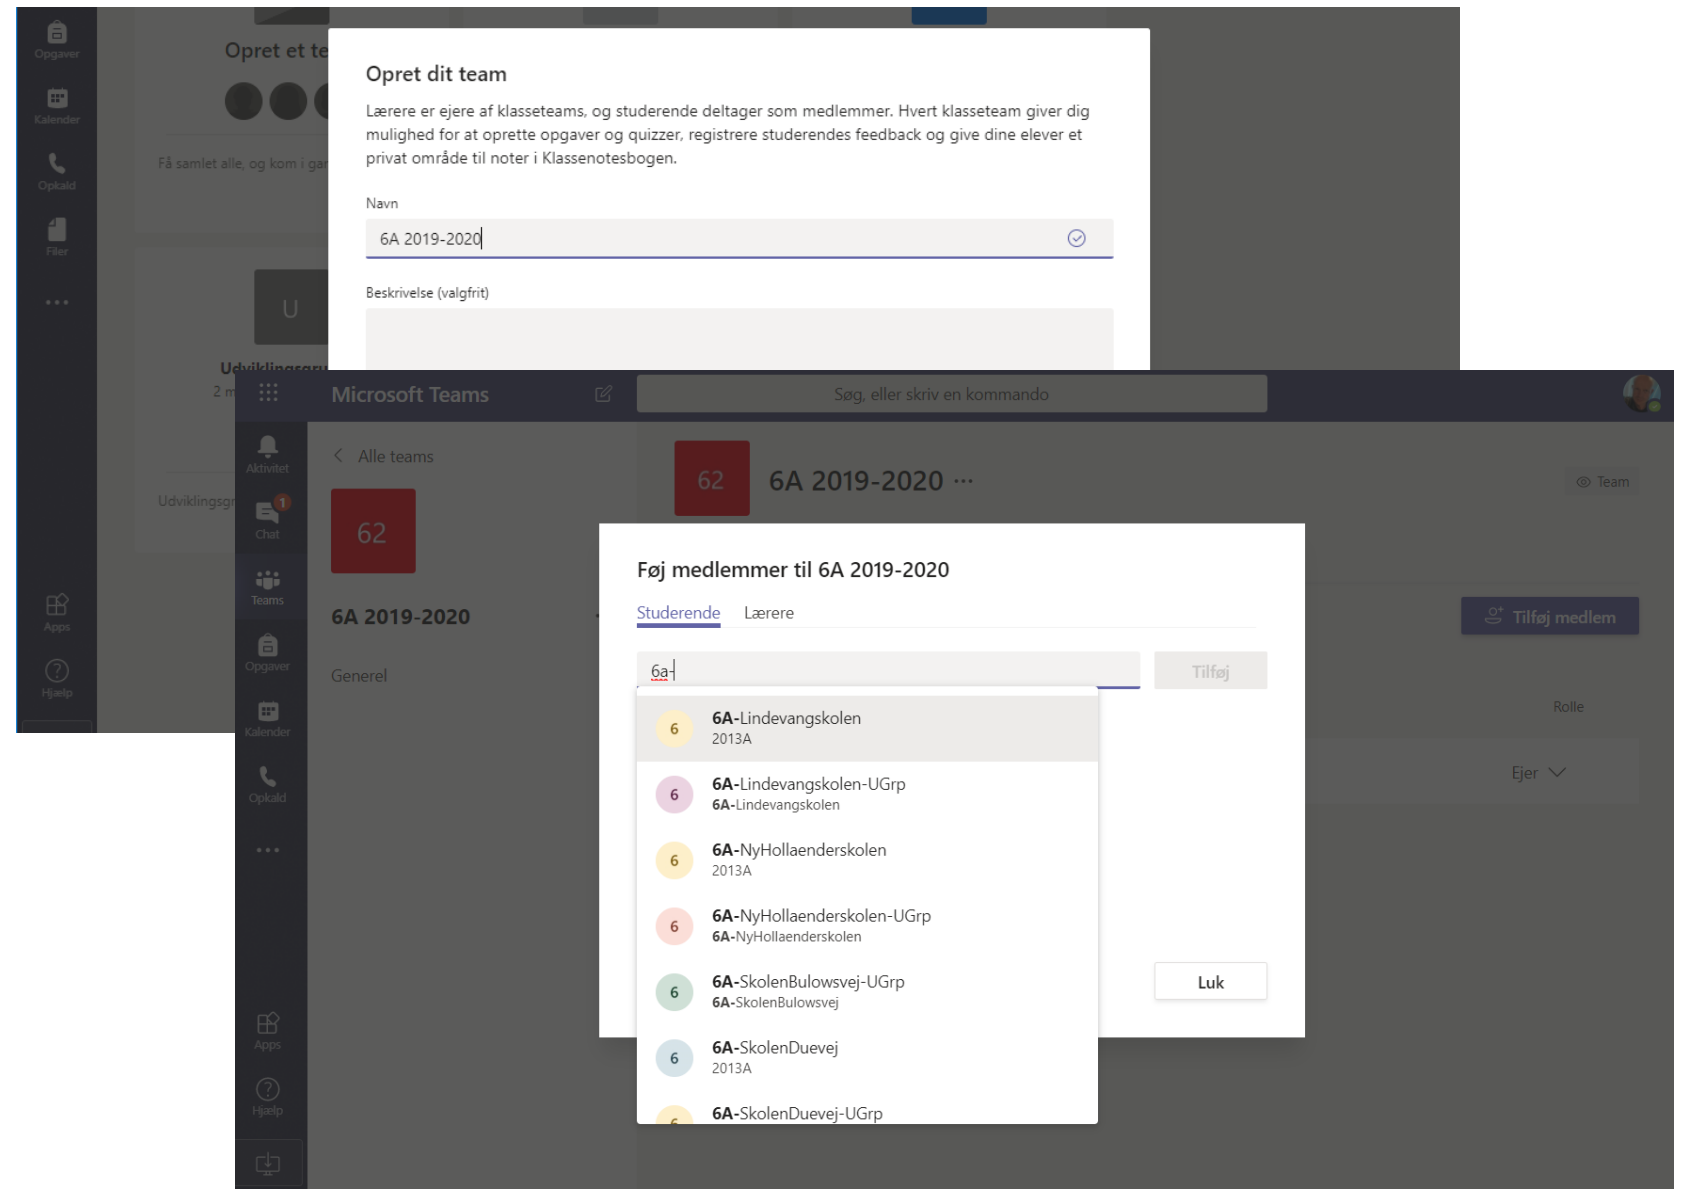 Opgaver
Kalender
Opkald
Filer
Apps
Hjælp
Opret et te
Få samlet alle, og kom i gan
U
Udviklingsgru
2 m
Udviklingsgr
Opret dit team
Lærere er ejere af klasseteams, og studerende deltager som medlemmer. Hvert klasseteam giver dig
mulighed for at oprette opgaver og quizzer, registrere studerendes feedback og give dine elever et
privat område til noter i Klassenotesbogen.
Navn
6A 2019-2020
Beskrivelse (valgfrit)
Microsoft Teams
Søg, eller skriv en kommando
Aktivitet
1
Chat
Teams
Opgaver
Kalender
Opkald
Apps
Hjælp
Alle teams
62
6A 2019-2020
Generel
62
6A 2019-2020
Team
Tilføj medlem
Rolle
Ejer
Føj medlemmer til 6A 2019-2020
Studerende Lærere
6a-
Tilføj
6
6A-Lindevangskolen
2013A
6
6A-Lindevangskolen-UGrp
6A-Lindevangskolen
6
6A-NyHollaenderskolen
2013A
6
6A-NyHollaenderskolen-UGrp
6A-NyHollaenderskolen
6
6A-SkolenBulowsvej-UGrp
6A-SkolenBulowsvej
6
6A-SkolenDuevej
2013A
6
6A-SkolenDuevej-UGrp
Luk